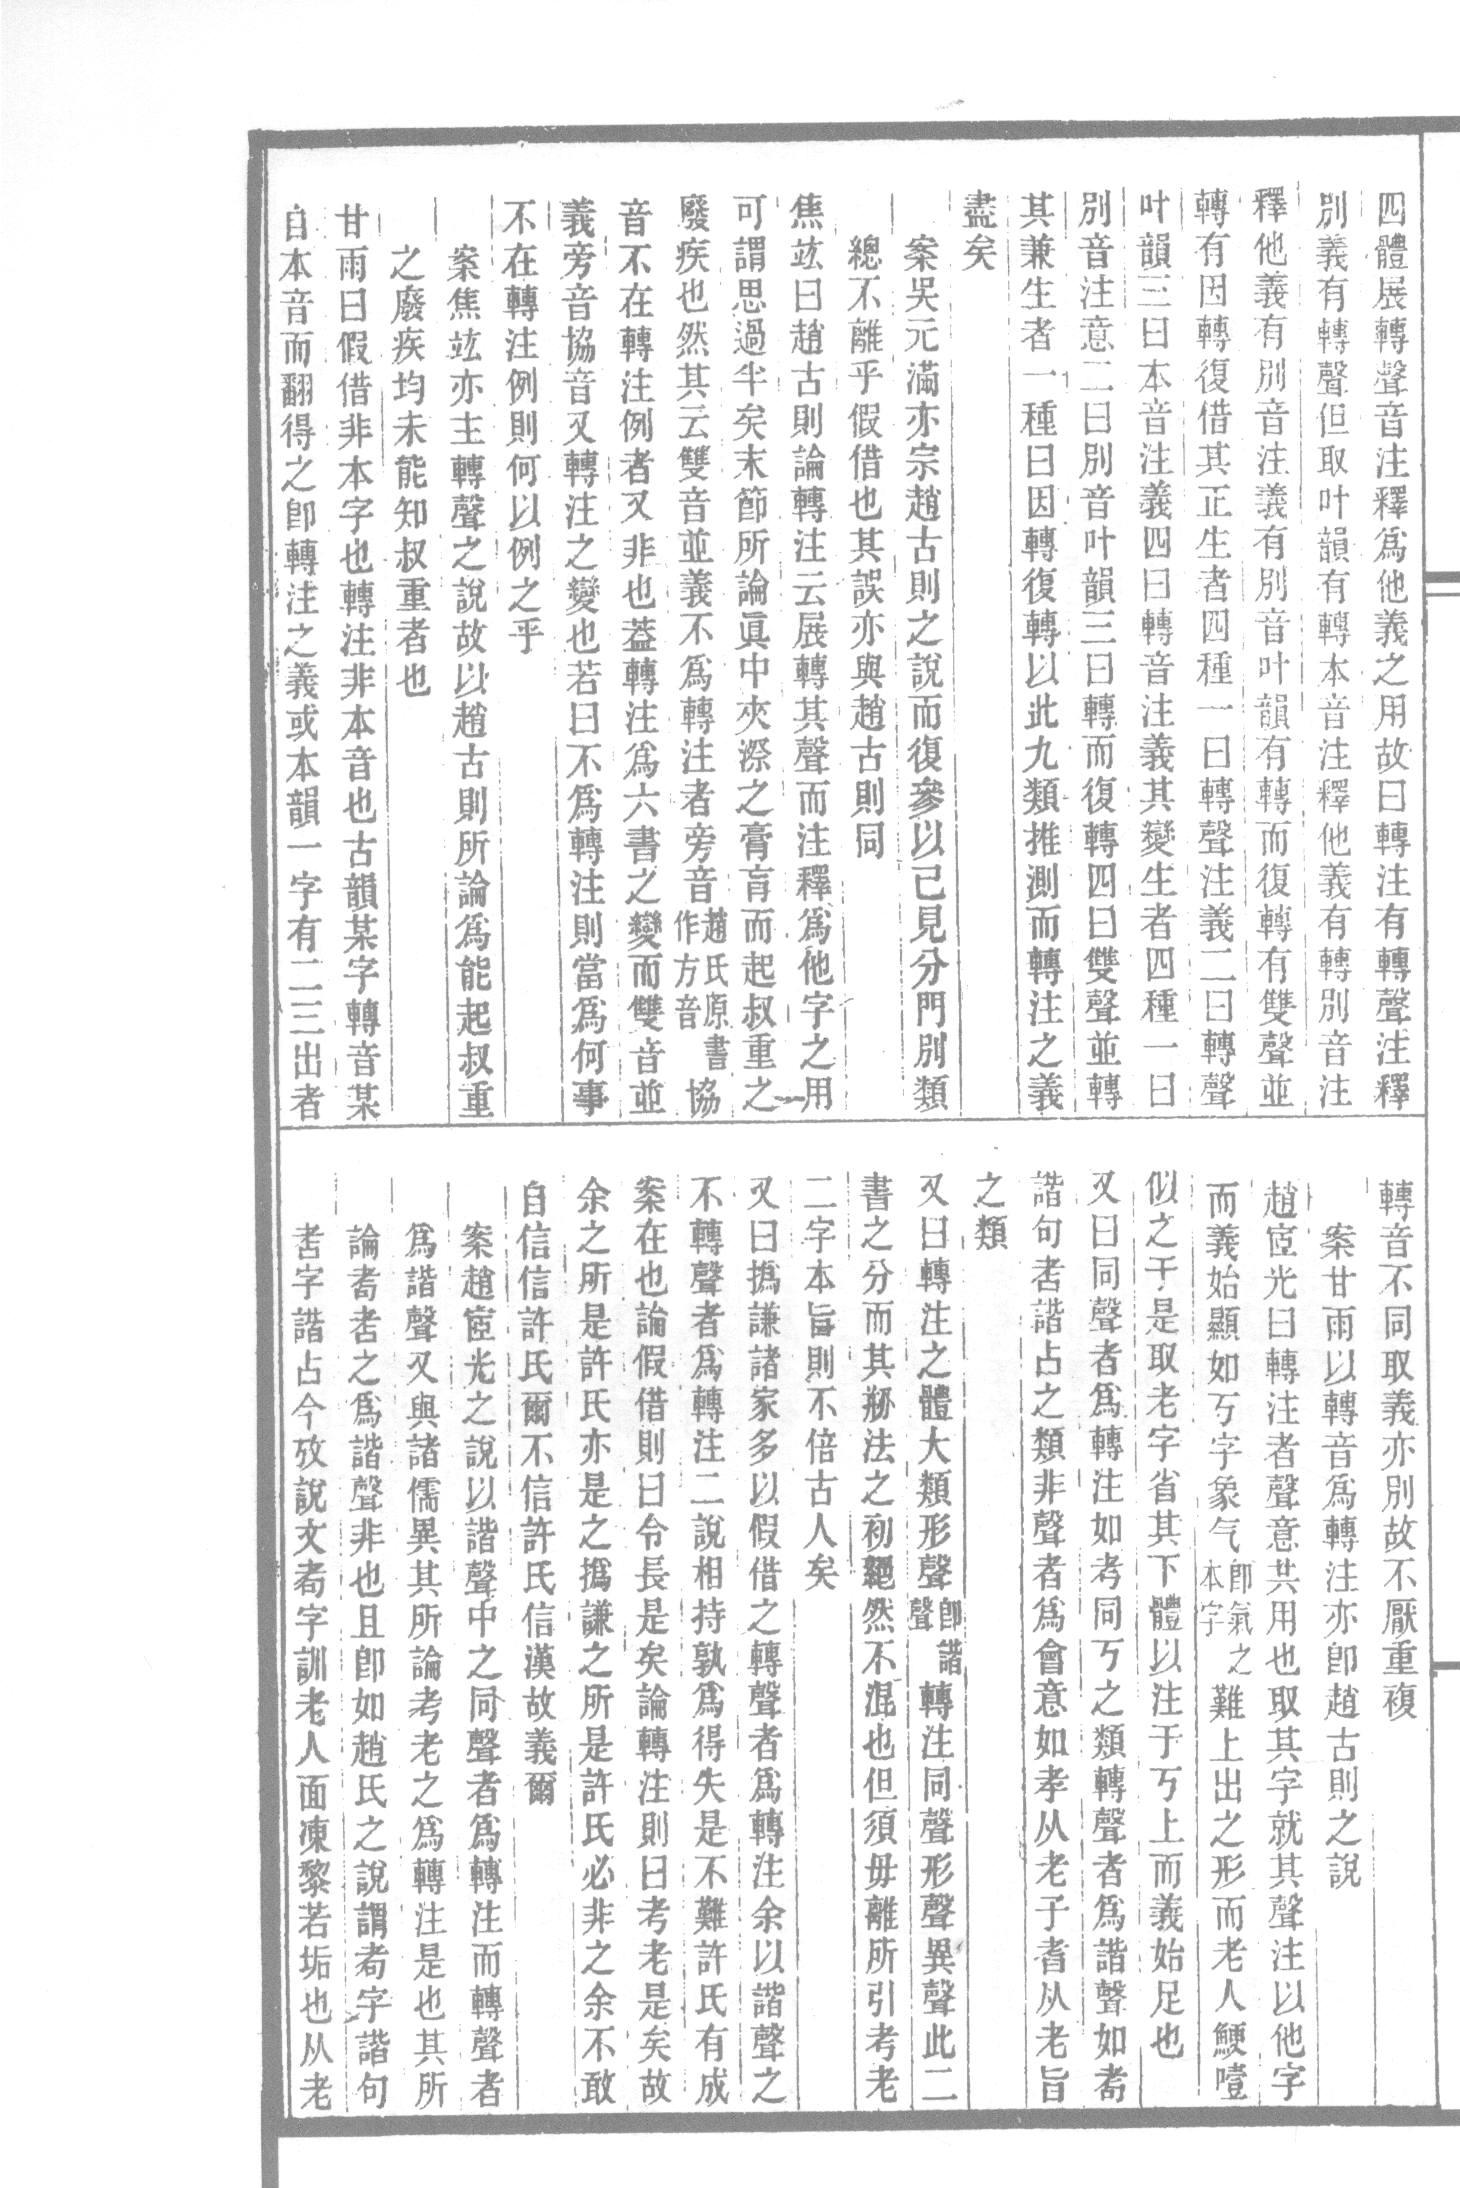 四體展轉聲音注釋爲他義之用故曰轉注有轉聲注釋
別義有轉聲但取叶韻有轉本音注釋他義有轉別音注
釋他義有別音注義有別音叶韻有轉而復轉有雙聲並
轉有因轉復借其正生者四種一曰轉聲注義二曰轉聲
叶韻三曰本音注義四曰轉音注義其變生者四種一曰
別音注意二曰別音叶韻三曰轉而復轉四曰雙聲並轉
其兼生者一種曰因轉復轉以此九類推測而轉注之義
盡矣
案吳元滿亦宗趙古則之說而復參以己見分門別類
總不離乎假借也其誤亦與趙古則同
焦竑曰趙古則論轉注云展轉其聲而注釋爲他字之用
可謂思過半矣末節所論眞中夾漈之膏肓而起叔重之
廢疾也然其云雙音並義不爲轉注者旁音趙氏原書作方音協
音不在轉注例者又非也蓋轉注爲六書之變而雙音並
義旁音協音又轉注之變也若曰不爲轉注則當爲何事
不在轉注例則何以例之乎
案焦竑亦主轉聲之說故以趙古則所論爲能起叔重
之廢疾均未能知叔重者也
甘雨曰假借非本字也轉注非本音也古韻某字轉音某
自本音而翻得之卽轉注之義或本韻一字有二三出者
轉音不同取義亦別故不厭重複
案甘雨以轉音爲轉注亦卽趙古則之說
趙宧光曰轉注者聲意共用也取其字就其聲注以他字
而義始顯如丂字象气卽氣之本字難上出之形而老人鯁噎
似之于是取老字省其下體以注于丂上而義始足也
又曰同聲者爲轉注如考同丂之類轉聲者爲諧聲如耇
諧句耉諧占之類非聲者爲會意如孝从老子耆从老旨
之類
又曰轉注之體大類形聲卽諧聲轉注同聲形聲異聲此二
書之分而其剏法之初絕然不混也但須毋離所引考老
二字本旨則不倍古人矣
又曰撝謙諸家多以假借之轉聲者爲轉注余以諧聲之
不轉聲者爲轉注二說相持孰爲得失是不難許氏有成
案在也論假借則曰令長是矣論轉注則曰考老是矣故
余之所是許氏亦是之撝謙之所是許氏必非之余不敢
自信信許氏爾不信許氏信漢故義爾
案趙宧光之說以諧聲中之同聲者爲轉注而轉聲者
爲諧聲又與諸儒異其所論考老之爲轉注是也其所
論耇耉之爲諧聲非也且卽如趙氏之說謂耇字諧句
耉字諧占今攷說文耇字訓老人面凍黎若垢也从老